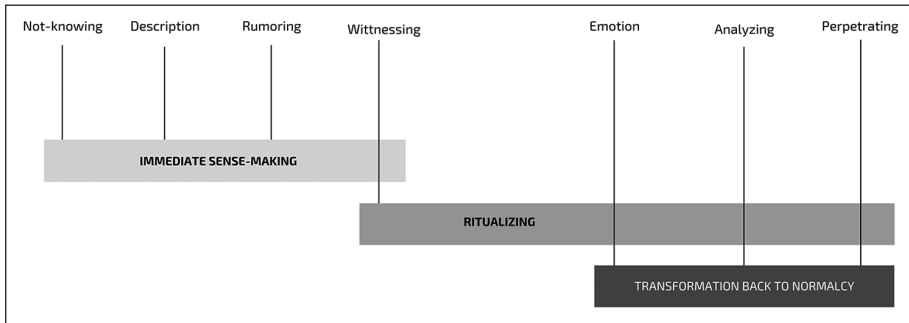 Not-knowing Description Rumoring Wittnessing Emotion Analyzing Perpetrating
IMMEDIATE SENSE-MAKING
RITUALIZING
TRANSFORMATION BACK TO NORMALCY